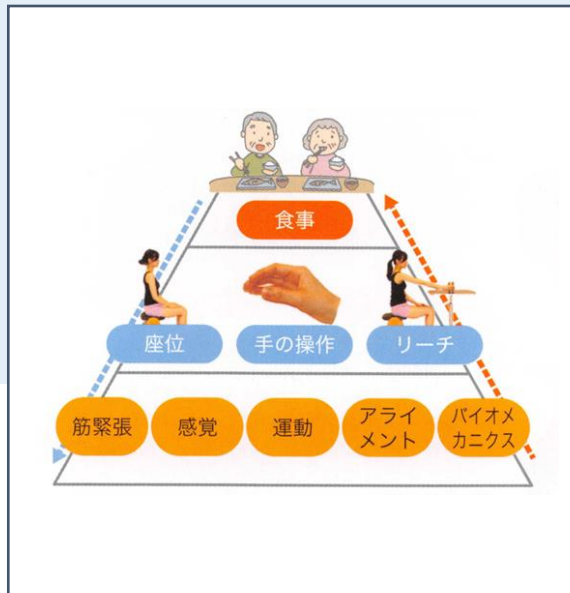 食事
座位
手の操作
リーチ
筋緊張
感覚
運動
アライ
メント
バイオメ
カニクス